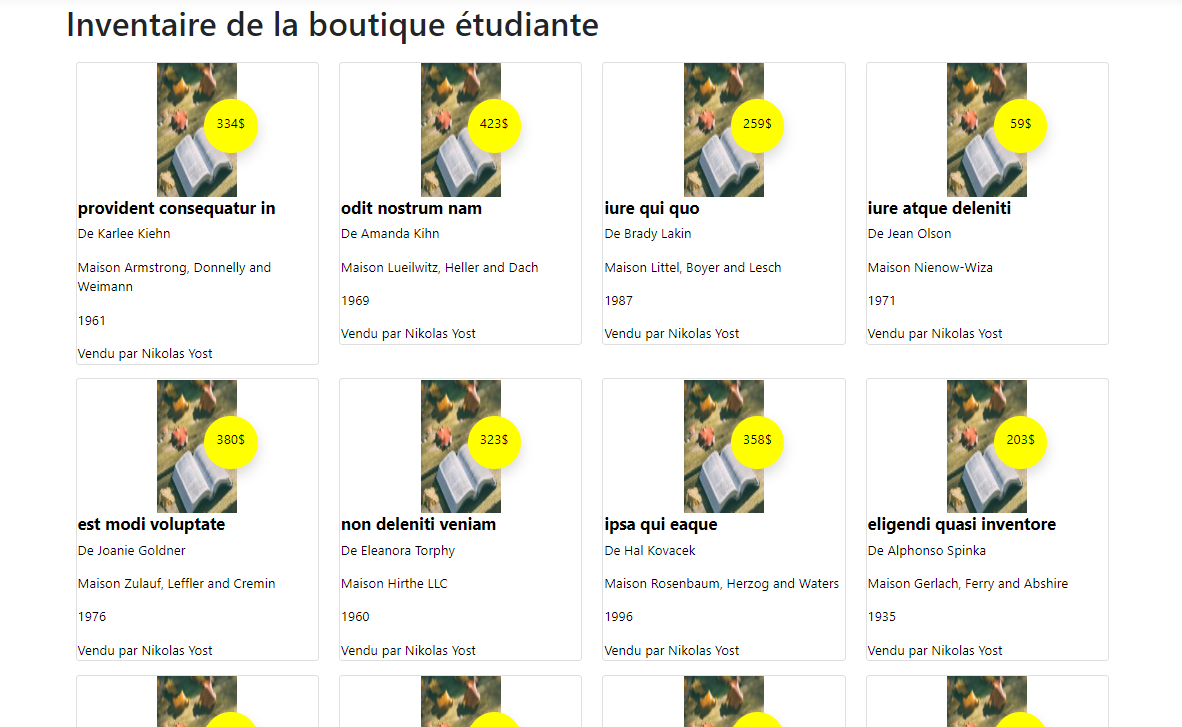 Inventaire de la boutique étudiante
334$
provident consequatur in
De Karlee Kiehn
Maison Armstrong, Donnelly and
Weimann
1961
Vendu par Nikolas Yost
423$
odit nostrum nam
De Amanda Kihn
Maison Lueilwitz, Heller and Dach
1969
Vendu par Nikolas Yost
259$
iure qui quo
De Brady Lakin
Maison Littel, Boyer and Lesch
1987
Vendu par Nikolas Yost
59$
iure atque deleniti
De Jean Olson
Maison Nienow-Wiza
1971
Vendu par Nikolas Yost
380$
est modi voluptate
De Joanie Goldner
Maison Zulauf, Leffler and Cremin
1976
Vendu par Nikolas Yost
323$
non deleniti veniam
De Eleanora Torphy
Maison Hirthe LLC
1960
Vendu par Nikolas Yost
358$
ipsa qui eaque
De Hal Kovacek
Maison Rosenbaum, Herzog and Waters
1996
Vendu par Nikolas Yost
203$
eligendi quasi inventore
De Alphonso Spinka
Maison Gerlach, Ferry and Abshire
1935
Vendu par Nikolas Yost